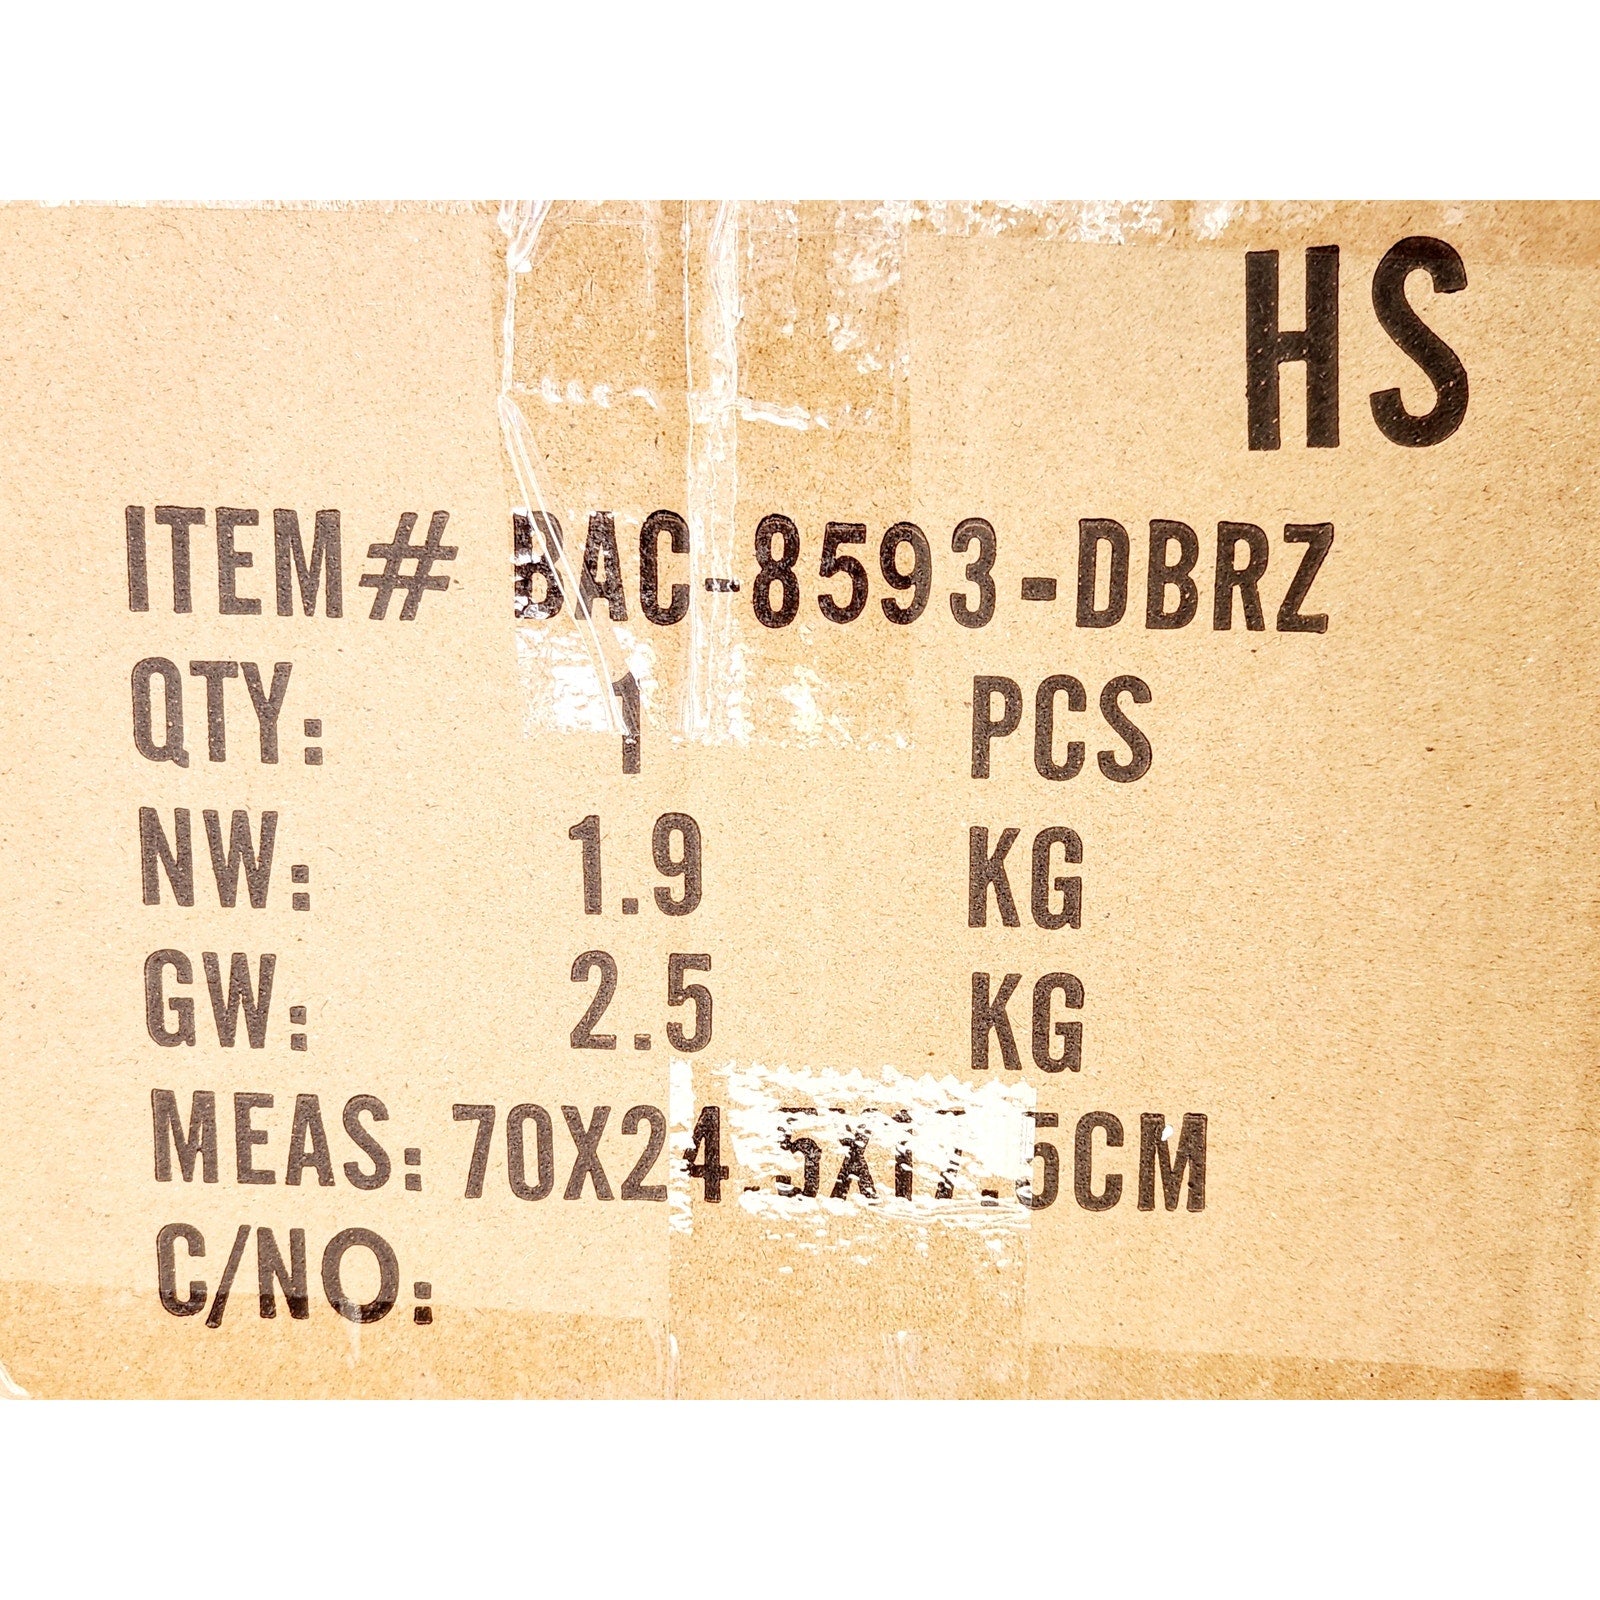 HS
ITEM# BAC-8593-DBRZ
QTY: 1 PCS
NW: 1.9 KG
GW: 2.5 KG
MEAS: 70X24.5X17.5CM
C/NO: